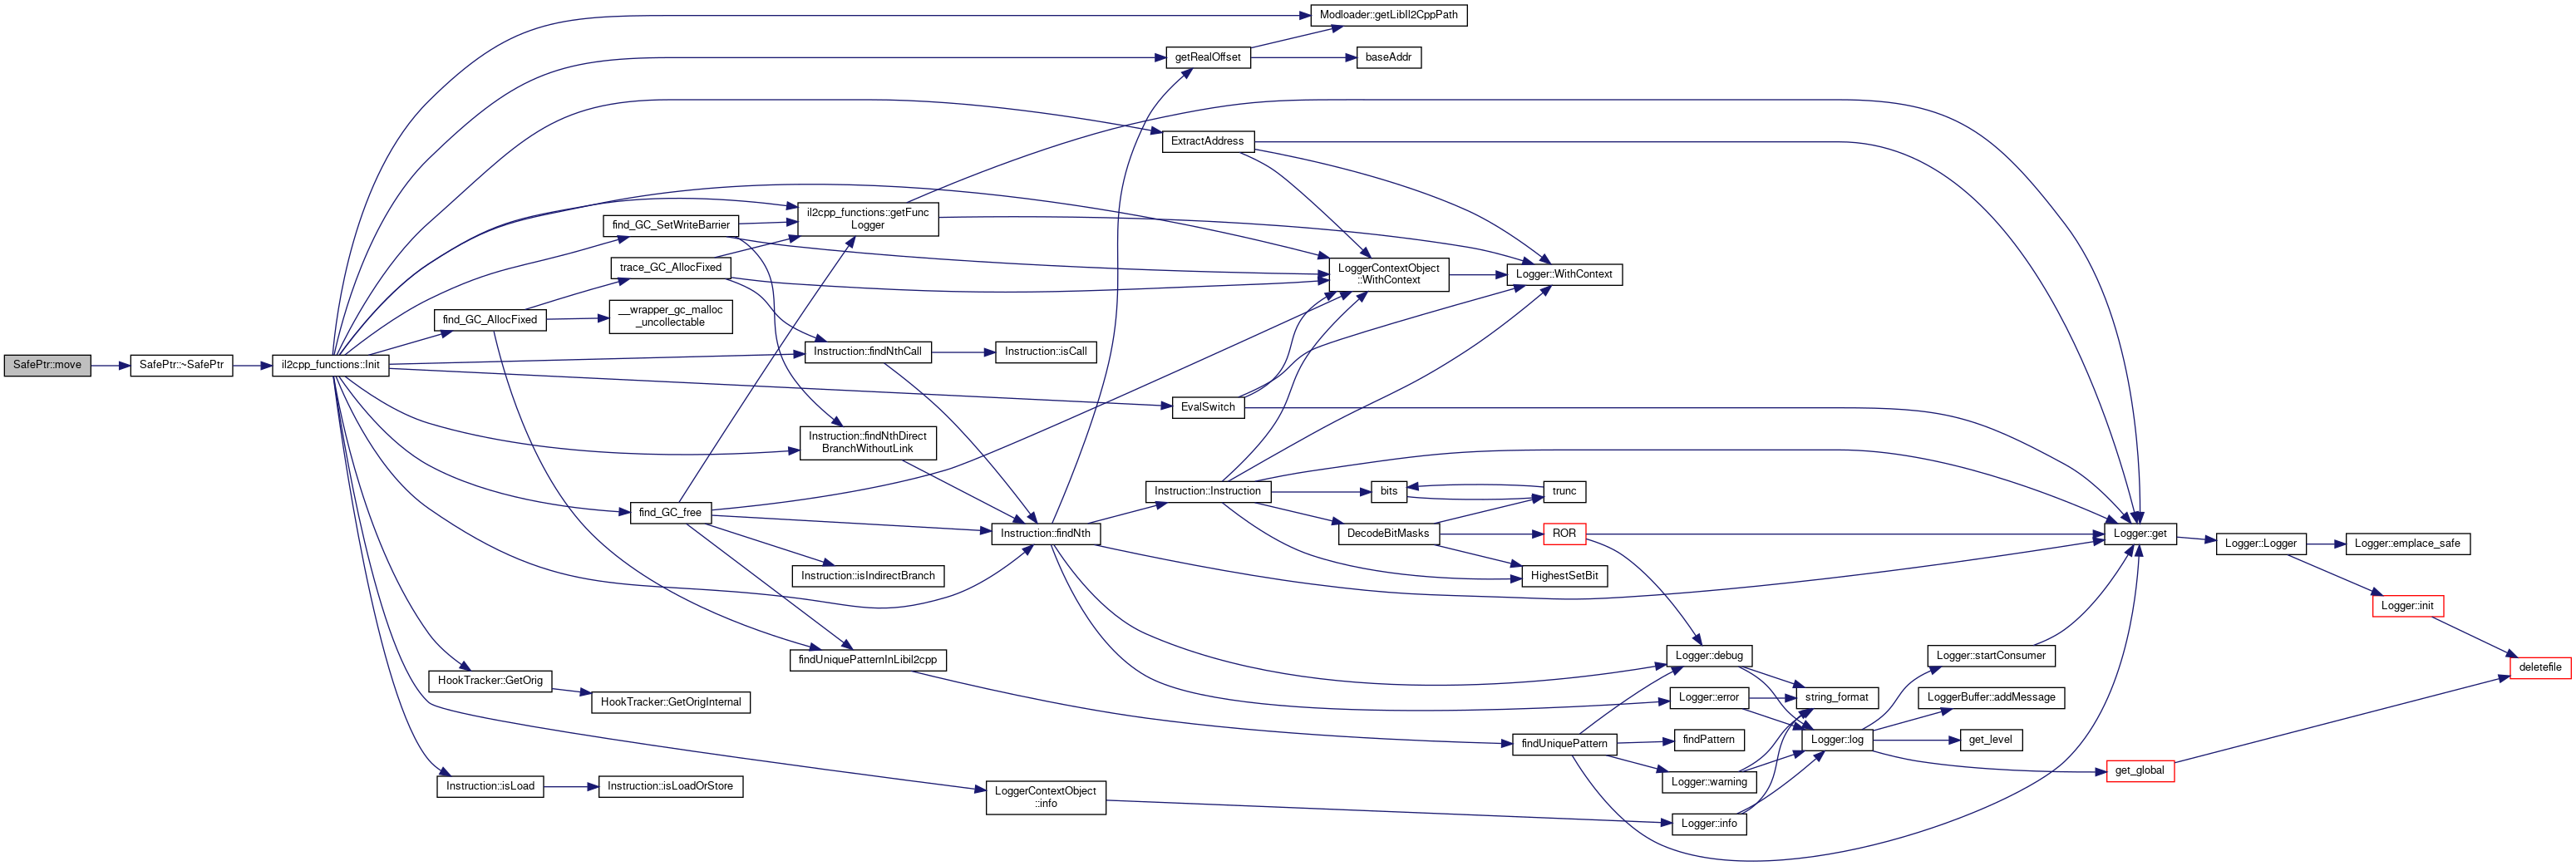 SafePtr::move
SafePtr::~SafePtr
il2cpp_functions::Init
Modloader::getLibIl2CppPath
getRealOffset
baseAddr
ExtractAddress
il2cpp_functions::getFunc
Logger
find_GC_SetWriteBarrier
trace_GC_AllocFixed
find_GC_AllocFixed
__wrapper_gc_malloc
_uncollectable
LoggerContextObject
::WithContext
Logger::WithContext
Instruction::findNthCall
Instruction::isCall
EvalSwitch
Instruction::findNthDirect
BranchWithoutLink
find_GC_free
Instruction::findNth
Instruction::isIndirectBranch
Instruction::Instruction
bits
trunc
DecodeBitMasks
ROR
HighestSetBit
Logger::get
Logger::Logger
Logger::emplace_safe
Logger::init
deletefile
findUniquePatternInLibil2cpp
HookTracker::GetOrig
HookTracker::GetOrigInternal
Instruction::isLoad
Instruction::isLoadOrStore
LoggerContextObject
::info
findUniquePattern
findPattern
Logger::debug
Logger::error
Logger::warning
Logger::info
string_format
Logger::log
Logger::startConsumer
LoggerBuffer::addMessage
get_level
get_global